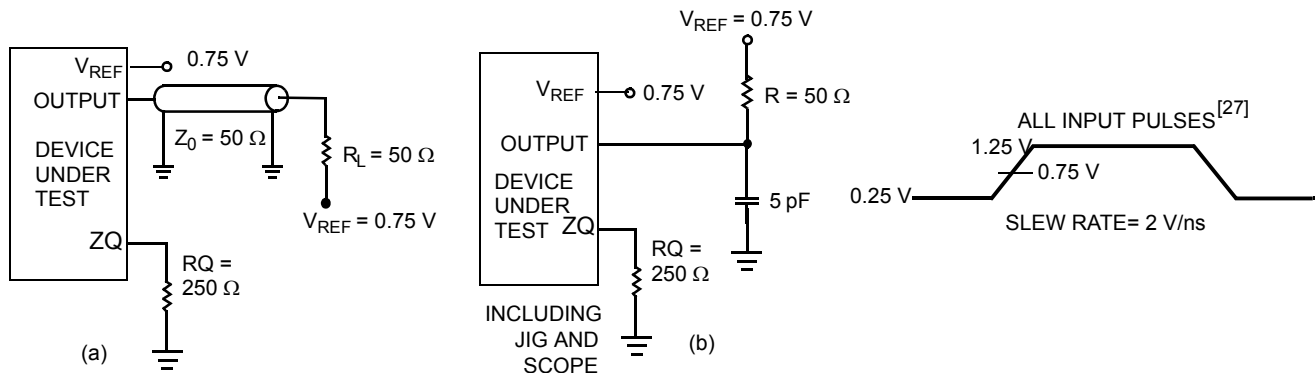 V_REF 0.75 V
OUTPUT
Z_0 = 50 Ω
DEVICE
UNDER
TEST
R_L = 50 Ω
V_REF = 0.75 V
ZQ
RQ =
250 Ω
(a)
V_REF = 0.75 V
R = 50 Ω
V_REF 0.75 V
OUTPUT
DEVICE
UNDER
TEST
5 pF
ZQ
RQ =
250 Ω
INCLUDING
JIG AND
SCOPE
(b)
ALL INPUT PULSES[27]
1.25 V
0.75 V
0.25 V
SLEW RATE= 2 V/ns